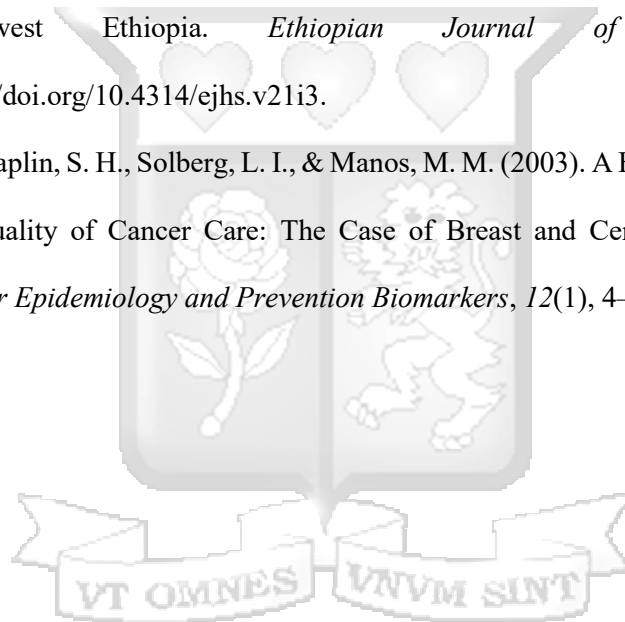 vest Ethiopia. Ethiopian Journal of
/doi.org/10.4314/ejhs.v21i3.
aplin, S. H., Solberg, L. I., & Manos, M. M. (2003). A
uality of Cancer Care: The Case of Breast and Cer
r Epidemiology and Prevention Biomarkers, 12(1), 4–
VT OMNES VNVM SINT